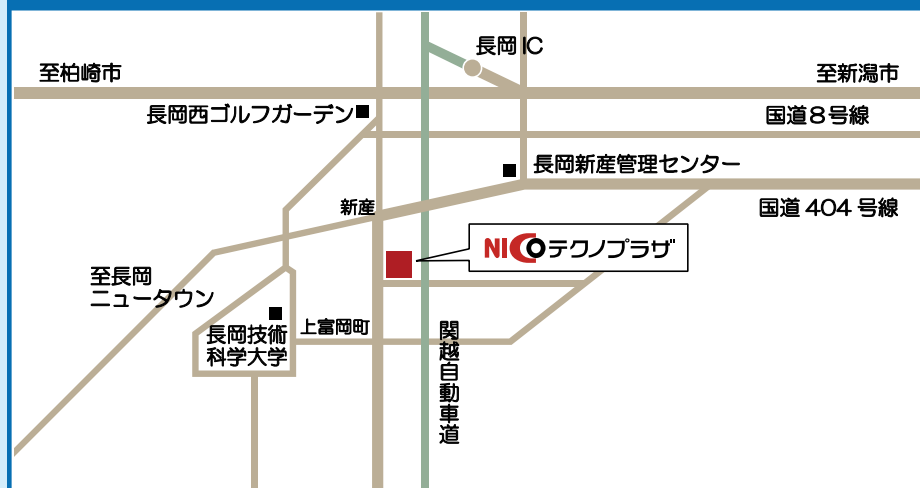 長岡IC
至柏崎市
至新潟市
長岡西ゴルフガーデン
国道8号線
長岡新産管理センター
新産
国道404号線
NICOテクノプラザ
至長岡
ニュータウン
長岡技術
科学大学
上富岡町
関越自動車道